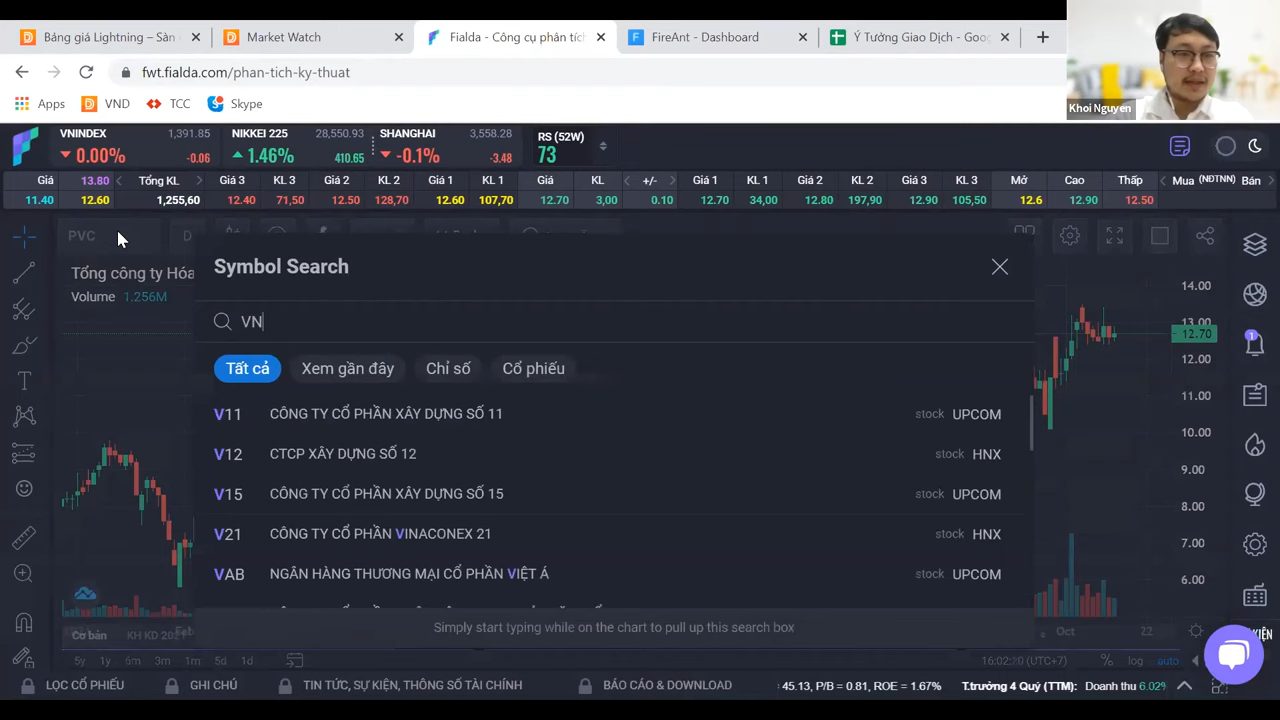 Bảng giá Lightning – Sàn
Market Watch
Fialda - Công cụ phân tích
FireAnt - Dashboard
Ý Tưởng Giao Dịch - Goog
fwt.fialda.com/phan-tich-ky-thuat
Apps VND TCC Skype
Khoi Nguyen
VNINDEX 1,391.85 NIKKEI 225 28,550.93 SHANGHAI 3,558.28 RS (52W)
0.00% -0.06 1.46% 410.65 -0.1% -3.48 73
Giá 13.80 Tổng KL Giá 3 KL 3 Giá 2 KL 2 Giá 1 KL 1 Giá KL +/- Giá 1 KL 1 Giá 2 KL 2 Giá 3 KL 3 Mở Cao Thấp Mua (NĐTNN) Bán
11.40 12.60 1,255,60 12.40 71,50 12.50 128,70 12.60 107,70 12.70 3,00 0.10 12.70 34,00 12.80 197,90 12.90 105,50 12.6 12.90 12.50
PVC D
Tổng công ty Hóa
Volume 1.256M
Symbol Search
VN
Tất cả Xem gần đây Chỉ số Cổ phiếu
V11 CÔNG TY CỔ PHẦN XÂY DỰNG SỐ 11 stock UPCOM
V12 CTCP XÂY DỰNG SỐ 12 stock HNX
V15 CÔNG TY CỔ PHẦN XÂY DỰNG SỐ 15 stock UPCOM
V21 CÔNG TY CỔ PHẦN VINACONEX 21 stock HNX
VAB NGÂN HÀNG THƯƠNG MẠI CỔ PHẦN VIỆT Á stock UPCOM
Simply start typing while on the chart to pull up this search box
14.00
13.00
12.70
12.00
11.00
10.00
9.00
8.00
7.00
6.00
1
Cơ bản KH KD 202
Feb
Oct 22
KIỆN
5y 1y 6m 3m 1m 5d 1d
16:02:20 (UTC+7) % log auto
LỌC CỔ PHIẾU GHI CHÚ TIN TỨC, SỰ KIỆN, THÔNG SỐ TÀI CHÍNH BÁO CÁO & DOWNLOAD : 45.13, P/B = 0.81, ROE = 1.67% T.trưởng 4 Quý (TTM): Doanh thu 6.02%